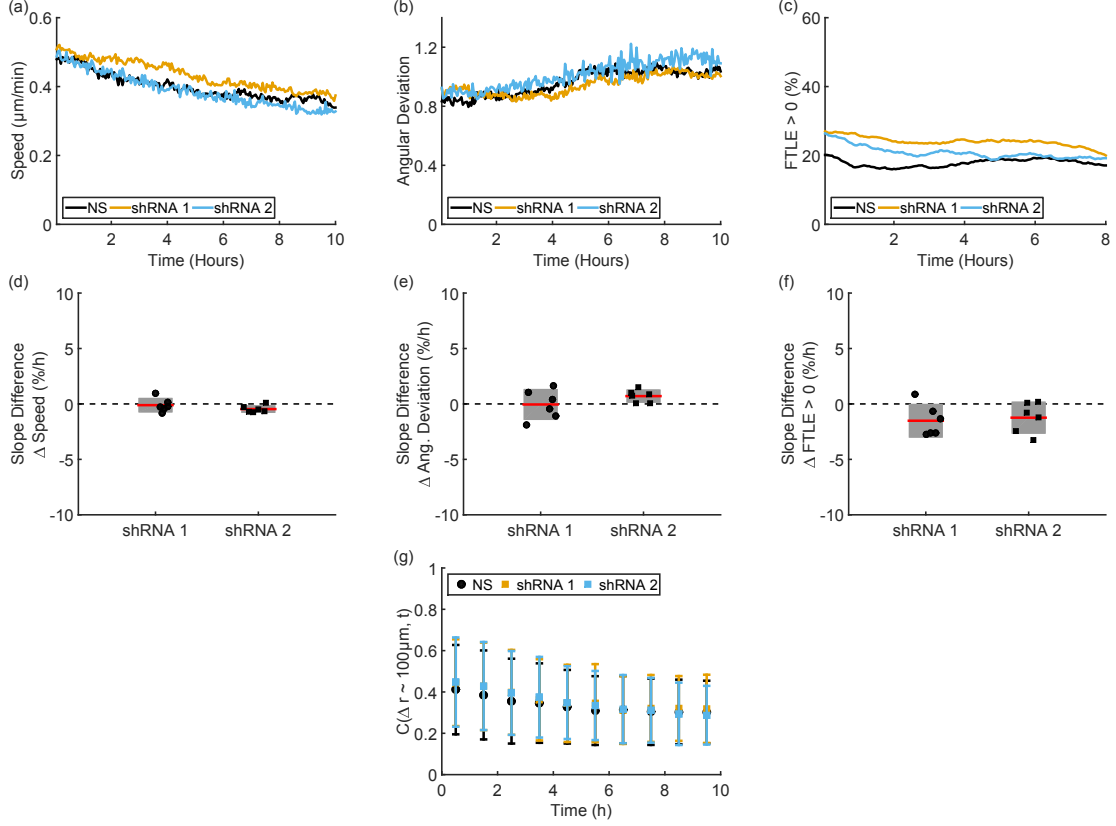 (a)
0.6
0.4
0.2
0
Speed (μm/min)
NS shRNA 1 shRNA 2
2 4 6 8 10
Time (Hours)
(b)
1.2
0.8
0.4
0
Angular Deviation
NS shRNA 1 shRNA 2
2 4 6 8 10
Time (Hours)
(c)
60
40
20
0
FTLE > 0 (%)
NS shRNA 1 shRNA 2
2 4 6 8
Time (Hours)
(d)
10
5
0
-5
-10
Slope Difference
Δ Speed (%/h)
shRNA 1 shRNA 2
(e)
10
5
0
-5
-10
Slope Difference
Δ Ang. Deviation (%/h)
shRNA 1 shRNA 2
(f)
10
5
0
-5
-10
Slope Difference
Δ FTLE > 0 (%/h)
shRNA 1 shRNA 2
(g)
1
0.8
0.6
0.4
0.2
0
C(Δ r ~ 100μm, t)
NS shRNA 1 shRNA 2
0 2 4 6 8 10
Time (h)